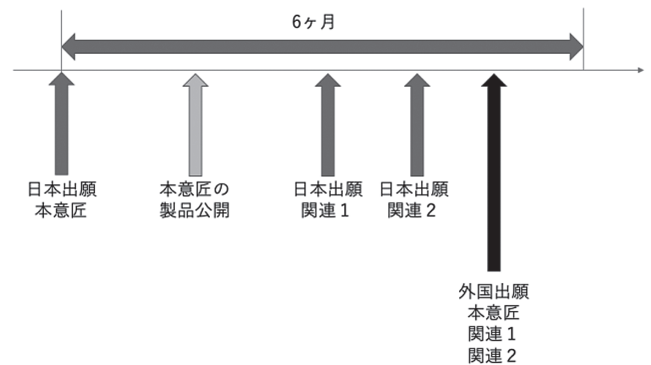 6ヶ月
日本出願
本意匠
本意匠の
製品公開
日本出願
関連1
日本出願
関連2
外国出願
本意匠
関連1
関連2